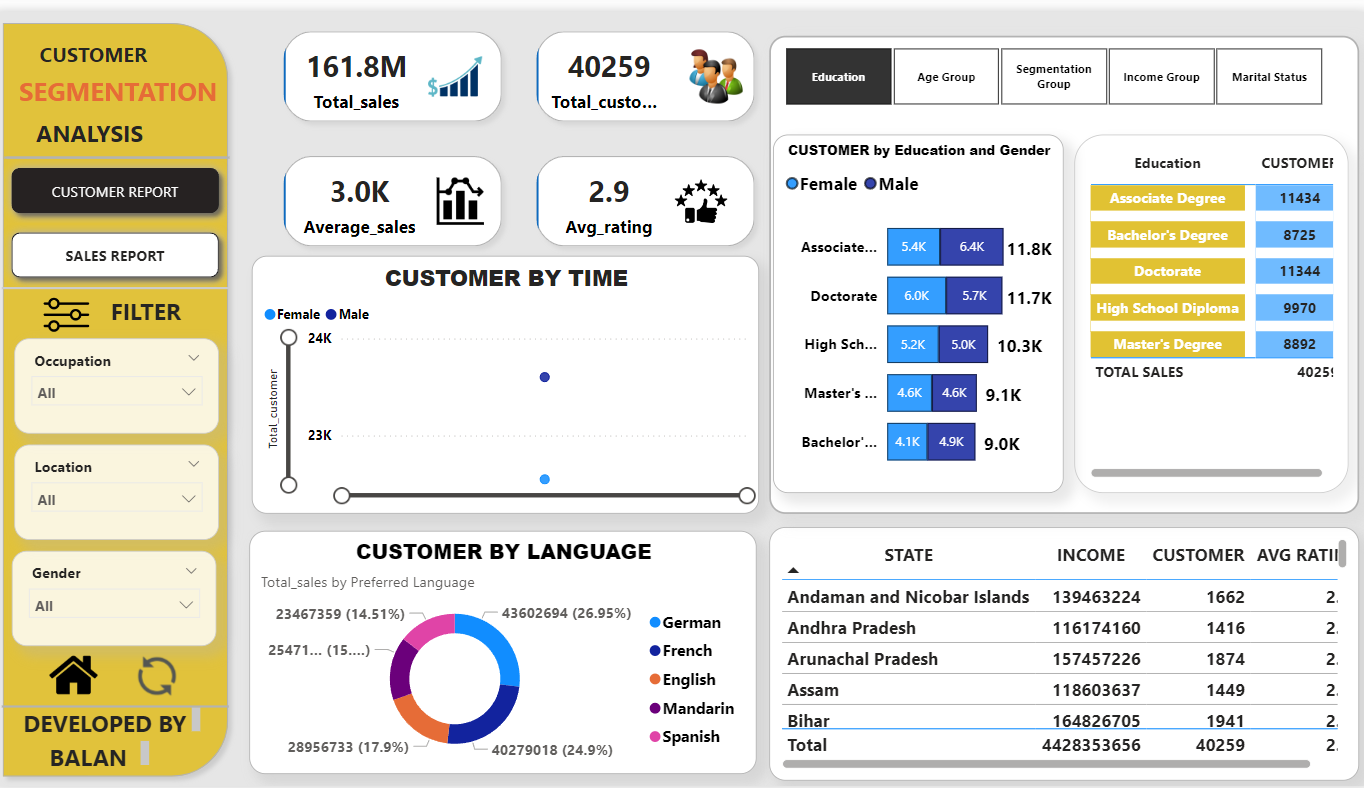 CUSTOMER
SEGMENTATION
ANALYSIS
CUSTOMER REPORT
SALES REPORT
FILTER
Occupation
All
Location
All
Gender
All
DEVELOPED BY
BALAN
161.8M
Total_sales
40259
Total_custo...
3.0K
Average_sales
2.9
Avg_rating
CUSTOMER BY TIME
Female Male
24K
23K
Total_customer
CUSTOMER BY LANGUAGE
Total_sales by Preferred Language
23467359 (14.51%)
43602694 (26.95%)
25471... (15....)
28956733 (17.9%)
40279018 (24.9%)
German
French
English
Mandarin
Spanish
Education Age Group Segmentation Group Income Group Marital Status
CUSTOMER by Education and Gender
Female Male
Associate... 5.4K 6.4K 11.8K
Doctorate 6.0K 5.7K 11.7K
High Sch... 5.2K 5.0K 10.3K
Master's ... 4.6K 4.6K 9.1K
Bachelor'... 4.1K 4.9K 9.0K
Education CUSTOMER
Associate Degree 11434
Bachelor's Degree 8725
Doctorate 11344
High School Diploma 9970
Master's Degree 8892
TOTAL SALES 40259
STATE INCOME CUSTOMER AVG RATI
Andaman and Nicobar Islands 139463224 1662 2.
Andhra Pradesh 116174160 1416 2.
Arunachal Pradesh 157457226 1874 2.
Assam 118603637 1449 2.
Bihar 164826705 1941 2.
Total 4428353656 40259 2.